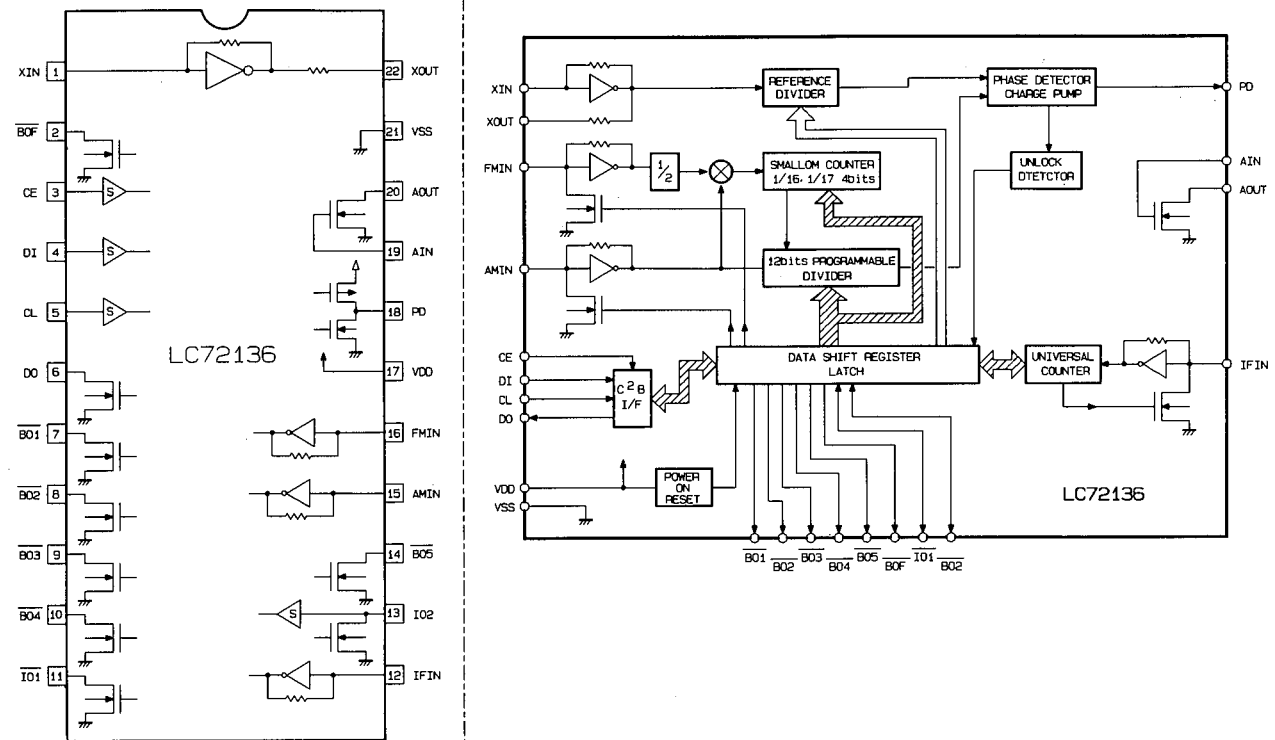 XIN 1
22 XOUT
BOF 2
21 VSS
CE 3
S
20 AOUT
DI 4
S
19 AIN
CL 5
S
18 PD
LC72136
DO 6
17 VDD
BO1 7
16 FMIN
BO2 8
15 AMIN
BO3 9
14 BO5
BO4 10
S
13 IO2
IO1 11
12 IFIN
XIN
REFERENCE
DIVIDER
PHASE DETECTOR
CHARGE PUMP
PD
XOUT
FMIN
1/2
SMALLOM COUNTER
1/16, 1/17 4bits
UNLOCK
DTETCTOR
AIN
AOUT
AMIN
12bits PROGRAMMABLE
DIVIDER
CE
DI
CL
DO
C2B
I/F
DATA SHIFT REGISTER
LATCH
UNIVERSAL
COUNTER
IFIN
VDD
POWER
ON
RESET
VSS
LC72136
BO1 BO2 BO3 BO4 BO5 BOF IO1 BO2